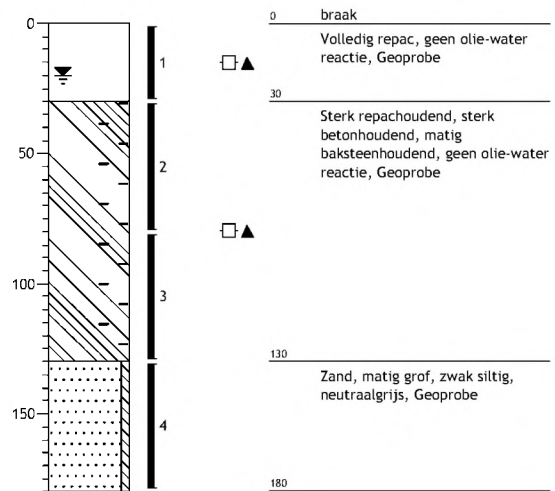 0
50
100
150
1
2
3
4
0 braak
Volledig repac, geen olie-water
reactie, Geoprobe
30
Sterk repachoudend, sterk
betonhoudend, matig
baksteenhoudend, geen olie-water
reactie, Geoprobe
130
Zand, matig grof, zwak siltig,
neutraalgrijs, Geoprobe
180